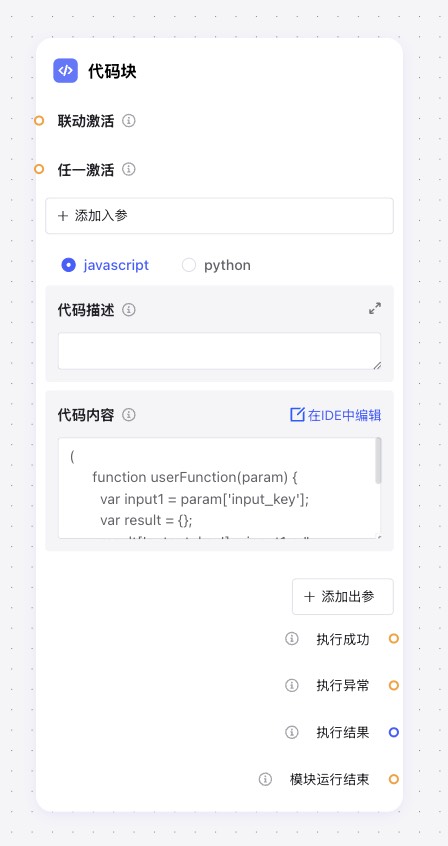 代码块
联动激活
任一激活
+ 添加入参
javascript python
代码描述
代码内容 在IDE中编辑
(
function userFunction(param) {
var input1 = param['input_key'];
var result = {};
+ 添加出参
执行成功
执行异常
执行结果
模块运行结束